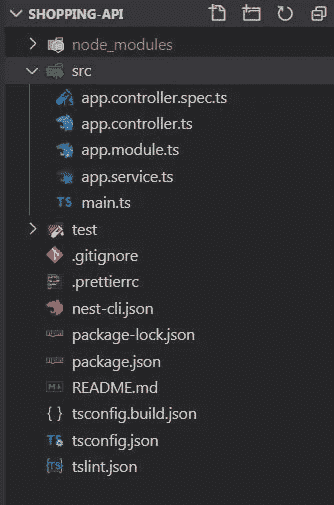 SHOPPING-API
node_modules
src
app.controller.spec.ts
app.controller.ts
app.module.ts
app.service.ts
TS main.ts
test
.gitignore
.prettierrc
nest-cli.json
package-lock.json
package.json
README.md
{ } tsconfig.build.json
TS tsconfig.json
tslint.json